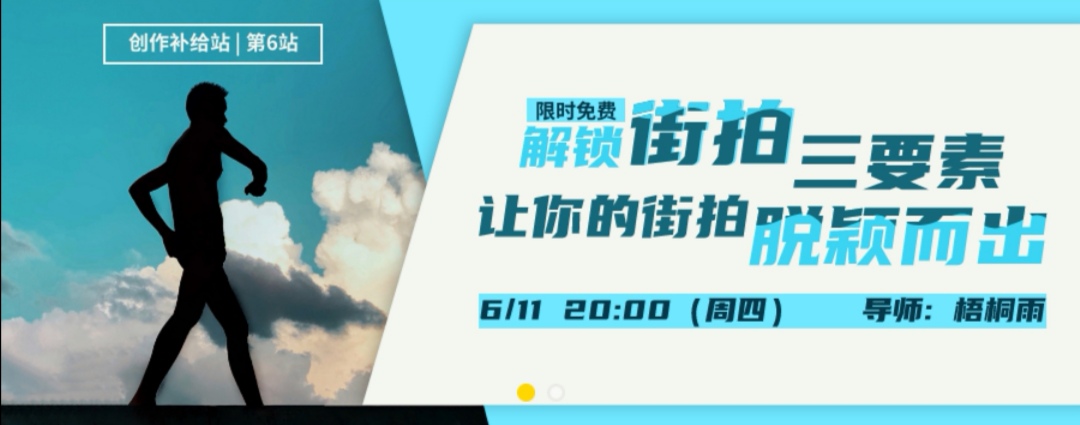 创作补给站 | 第6站
限时免费
解锁街拍三要素
让你的街拍脱颖而出
6/11 20:00（周四） 导师：梧桐雨